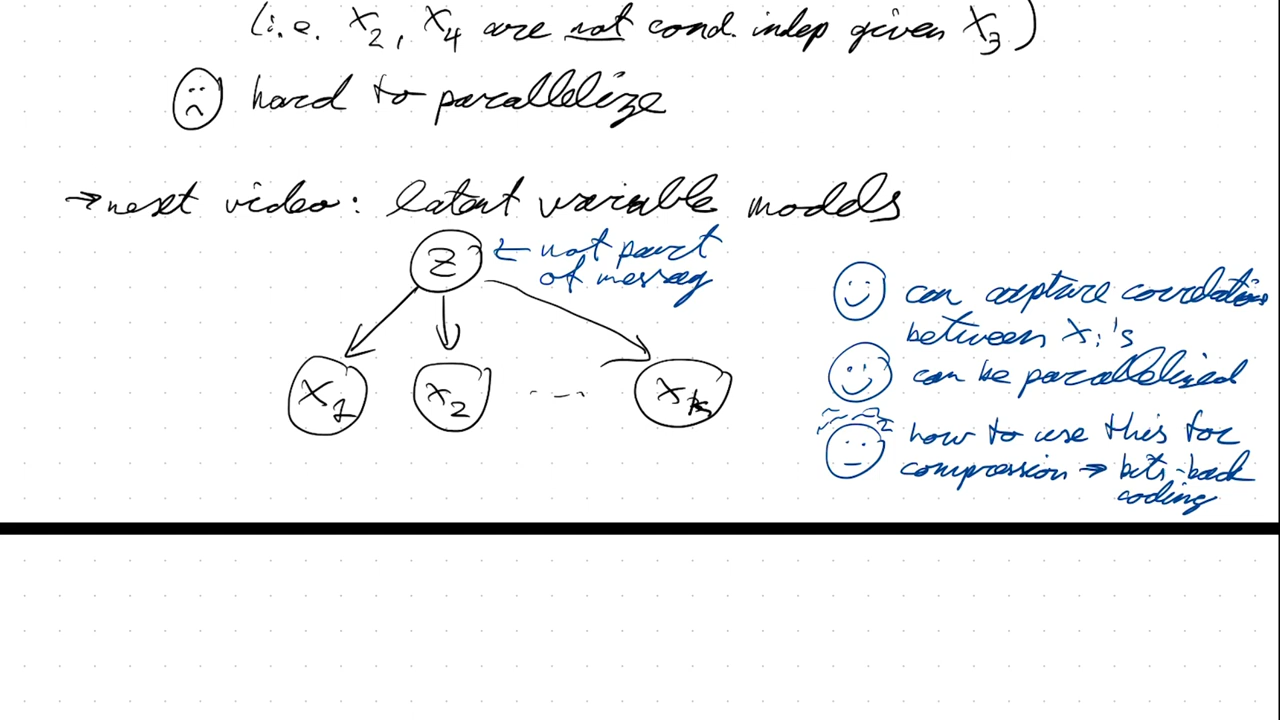 (i.e. X2, X4 are not cond. indep given X3)
hard to parallelize
→ next video: latent variable models
Z ← not part
of message
X1 X2 ---- Xk
can capture correlations
between Xi's
can be parallelized
how to use this for
compression → bits-back
coding